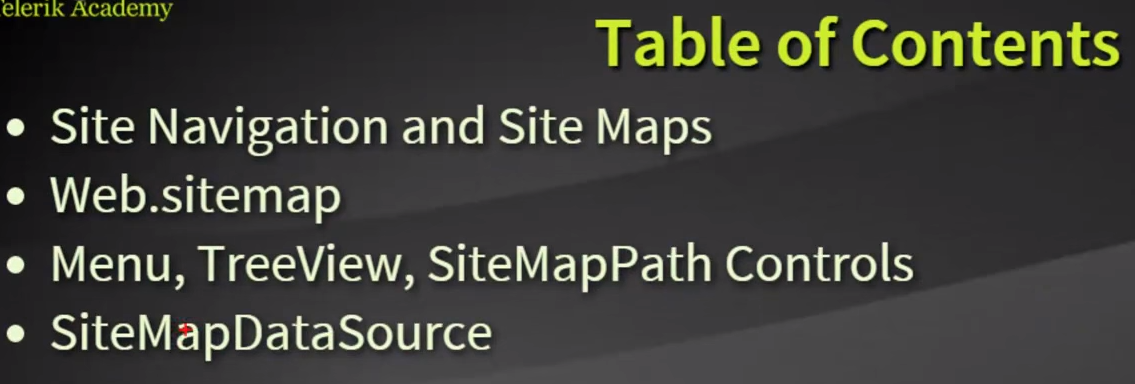 elerik Academy
Table of Contents
• Site Navigation and Site Maps
• Web.sitemap
• Menu, TreeView, SiteMapPath Controls
• SiteMapDataSource